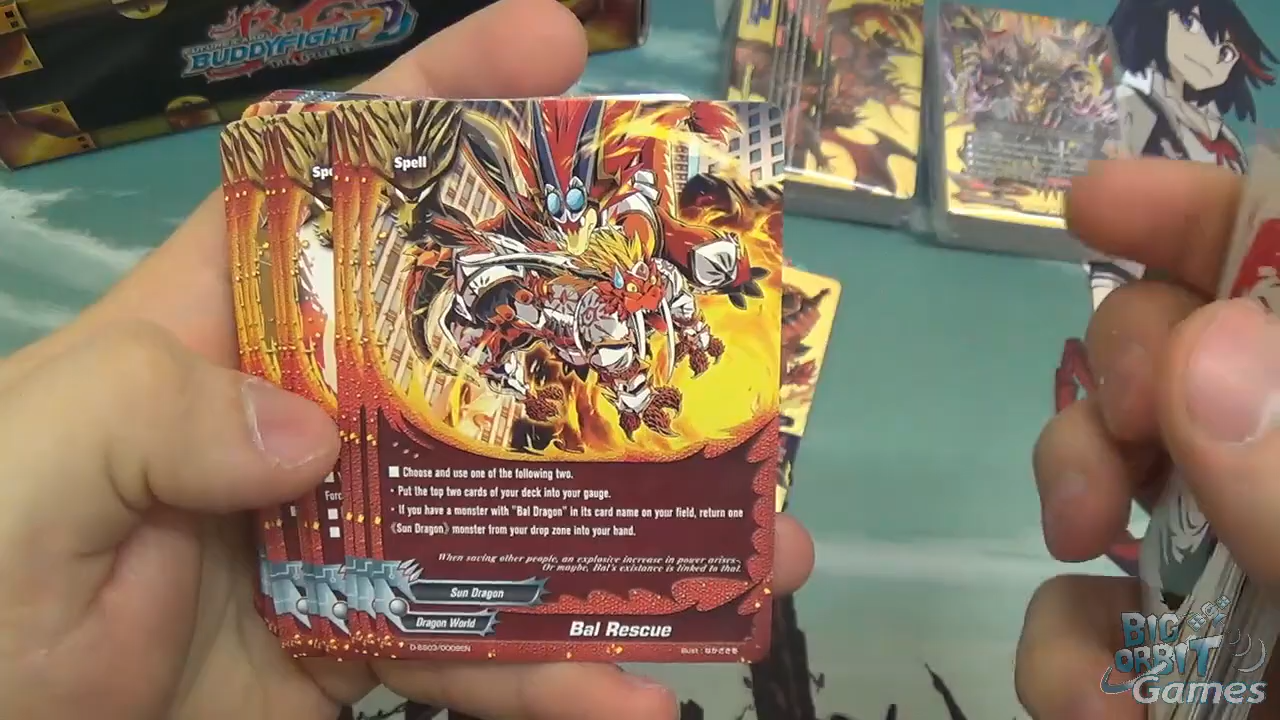 BUDDYFIGHT
Spell
Spe
■ Choose and use one of the following two.
· Put the top two cards of your deck into your gauge.
· If you have a monster with "Bal Dragon" in its card name on your field, return one
《Sun Dragon》 monster from your drop zone into your hand.
When saving other people, an explosive increase in power arises-
Or maybe, Bal's existance is linked to that.
Sun Dragon
Dragon World
Bal Rescue
BIG
ORBIT
Games